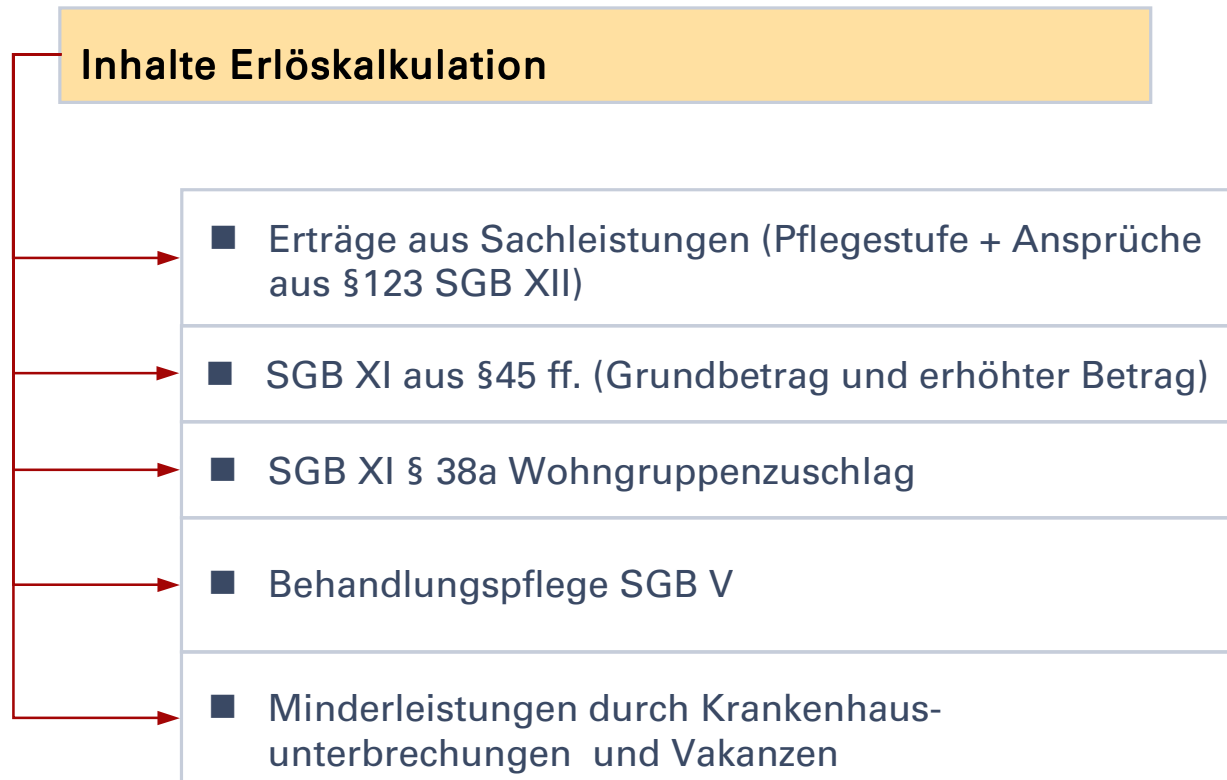 Inhalte Erlöskalkulation
■ Erträge aus Sachleistungen (Pflegestufe + Ansprüche
aus §123 SGB XII)
■ SGB XI aus §45 ff. (Grundbetrag und erhöhter Betrag)
■ SGB XI § 38a Wohngruppenzuschlag
■ Behandlungspflege SGB V
■ Minderleistungen durch Krankenhaus-
unterbrechungen und Vakanzen